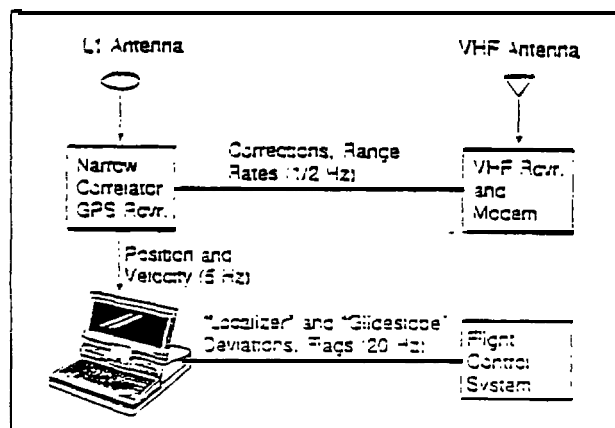 L1 Antenna
VHF Antenna
Narrow
Correlator
GPS Rcvr.
Corrections, Range
Rates (1/2 Hz)
VHF Rcvr.
and
Modem
Position and
Velocity (5 Hz)
"Localizer" and "Glideslope"
Deviations, Flags (20 Hz)
Flight
Control
System